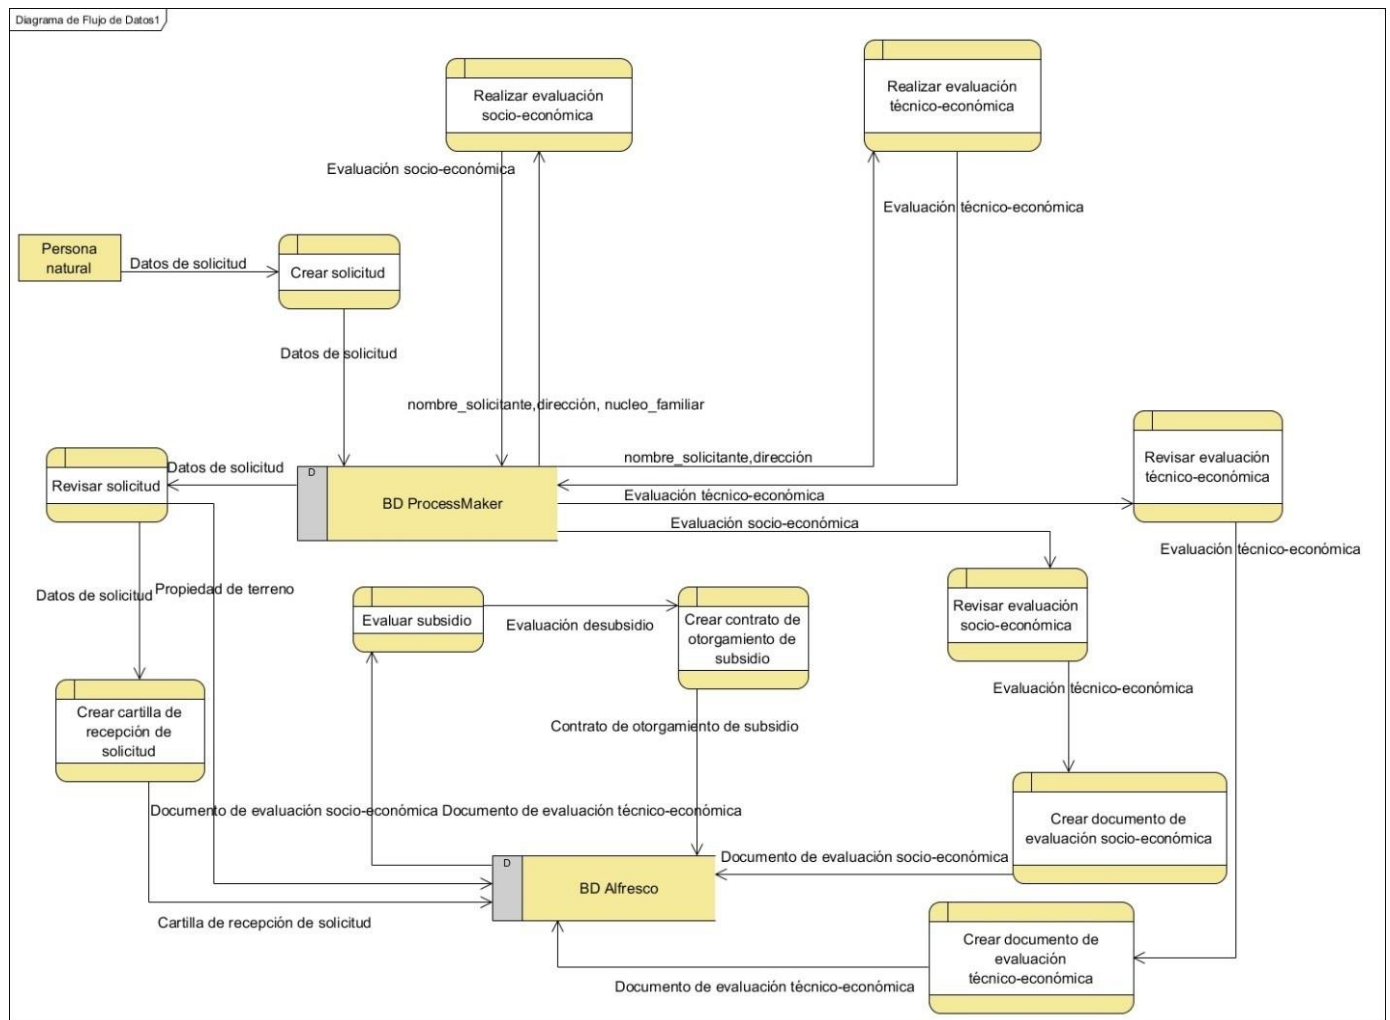 Diagrama de Flujo de Datos1
Realizar evaluación
socio-económica
Realizar evaluación
técnico-económica
Evaluación socio-económica
Evaluación técnico-económica
Persona
natural
Datos de solicitud
Crear solicitud
Datos de solicitud
nombre_solicitante,dirección, nucleo_familiar
Datos de solicitud
Revisar solicitud
D
BD ProcessMaker
nombre_solicitante,dirección
Evaluación técnico-económica
Evaluación socio-económica
Revisar evaluación
técnico-económica
Evaluación técnico-económica
Datos de solicitud
Propiedad de terreno
Evaluar subsidio
Evaluación desubsidio
Crear contrato de
otorgamiento de
subsidio
Revisar evaluación
socio-económica
Evaluación técnico-económica
Crear cartilla de
recepción de
solicitud
Contrato de otorgamiento de subsidio
Documento de evaluación socio-económica Documento de evaluación técnico-económica
Crear documento de
evaluación socio-económica
Documento de evaluación socio-económica
D
BD Alfresco
Cartilla de recepción de solicitud
Crear documento de
evaluación
técnico-económica
Documento de evaluación técnico-económica